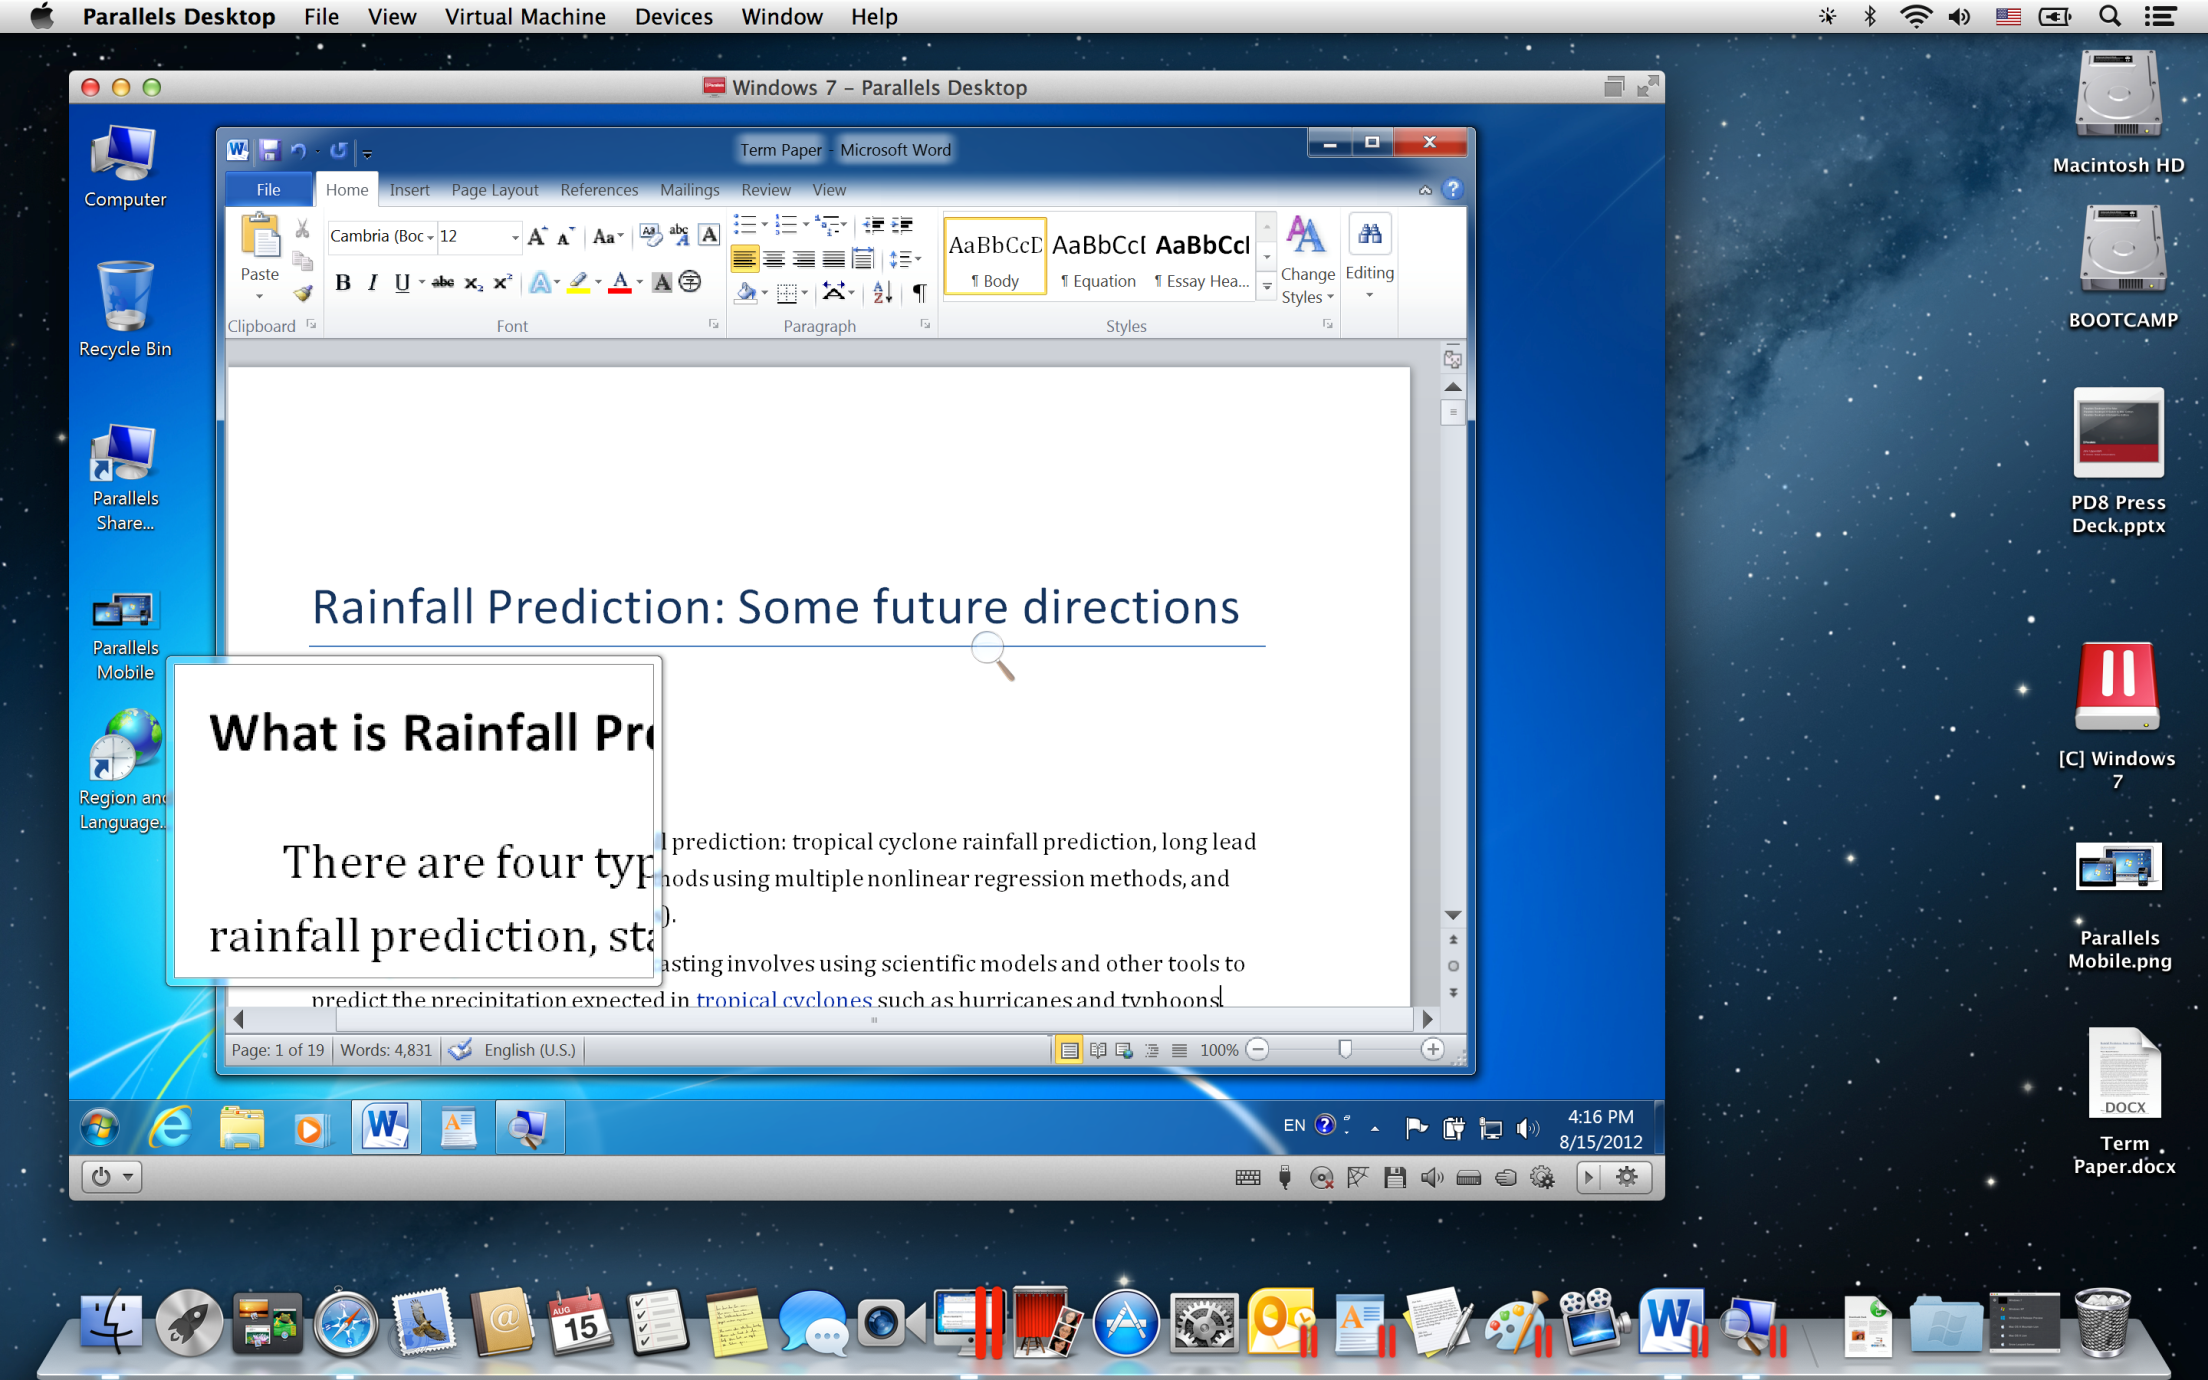 Parallels Desktop File View Virtual Machine Devices Window Help
Windows 7 – Parallels Desktop
Macintosh HD
BOOTCAMP
PD8 Press
Deck.pptx
[C] Windows
7
Parallels
Mobile.png
DOCX
Term
Paper.docx
Computer
Recycle Bin
Parallels
Share...
Parallels
Mobile
Region and
Language...
Term Paper - Microsoft Word
File Home Insert Page Layout References Mailings Review View
Paste
Clipboard
Cambria (Boc 12
Font
Paragraph
AaBbCcD AaBbCcI AaBbCcI
¶ Body ¶ Equation ¶ Essay Hea...
Styles
Change
Styles
Editing
Rainfall Prediction: Some future directions
What is Rainfall Pre
There are four typ
rainfall prediction, sta
l prediction: tropical cyclone rainfall prediction, long lead
hods using multiple nonlinear regression methods, and
).
asting involves using scientific models and other tools to
predict the precipitation expected in tropical cyclones such as hurricanes and typhoons.
Page: 1 of 19 Words: 4,831 English (U.S.) 100%
EN
4:16 PM
8/15/2012
AUG
15